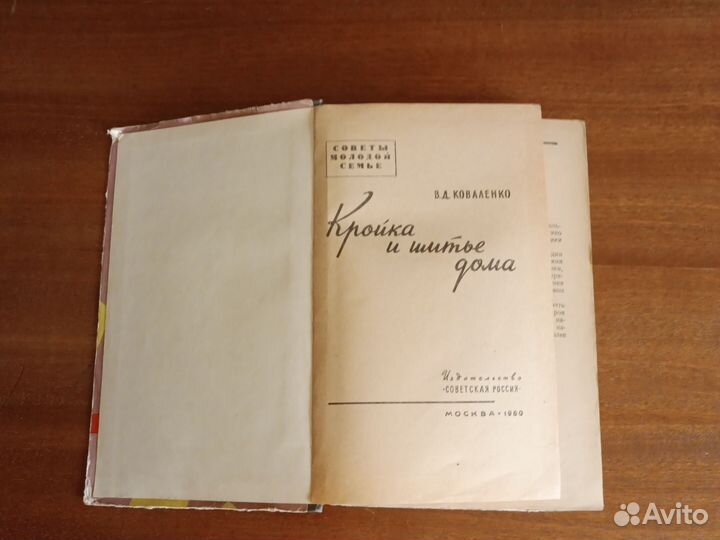 СОВЕТЫ
МОЛОДОЙ
СЕМЬЕ
В.Д. КОВАЛЕНКО
Кройка
и шитье
дома
Издательство
"СОВЕТСКАЯ РОССИЯ"
МОСКВА • 1960
Avito